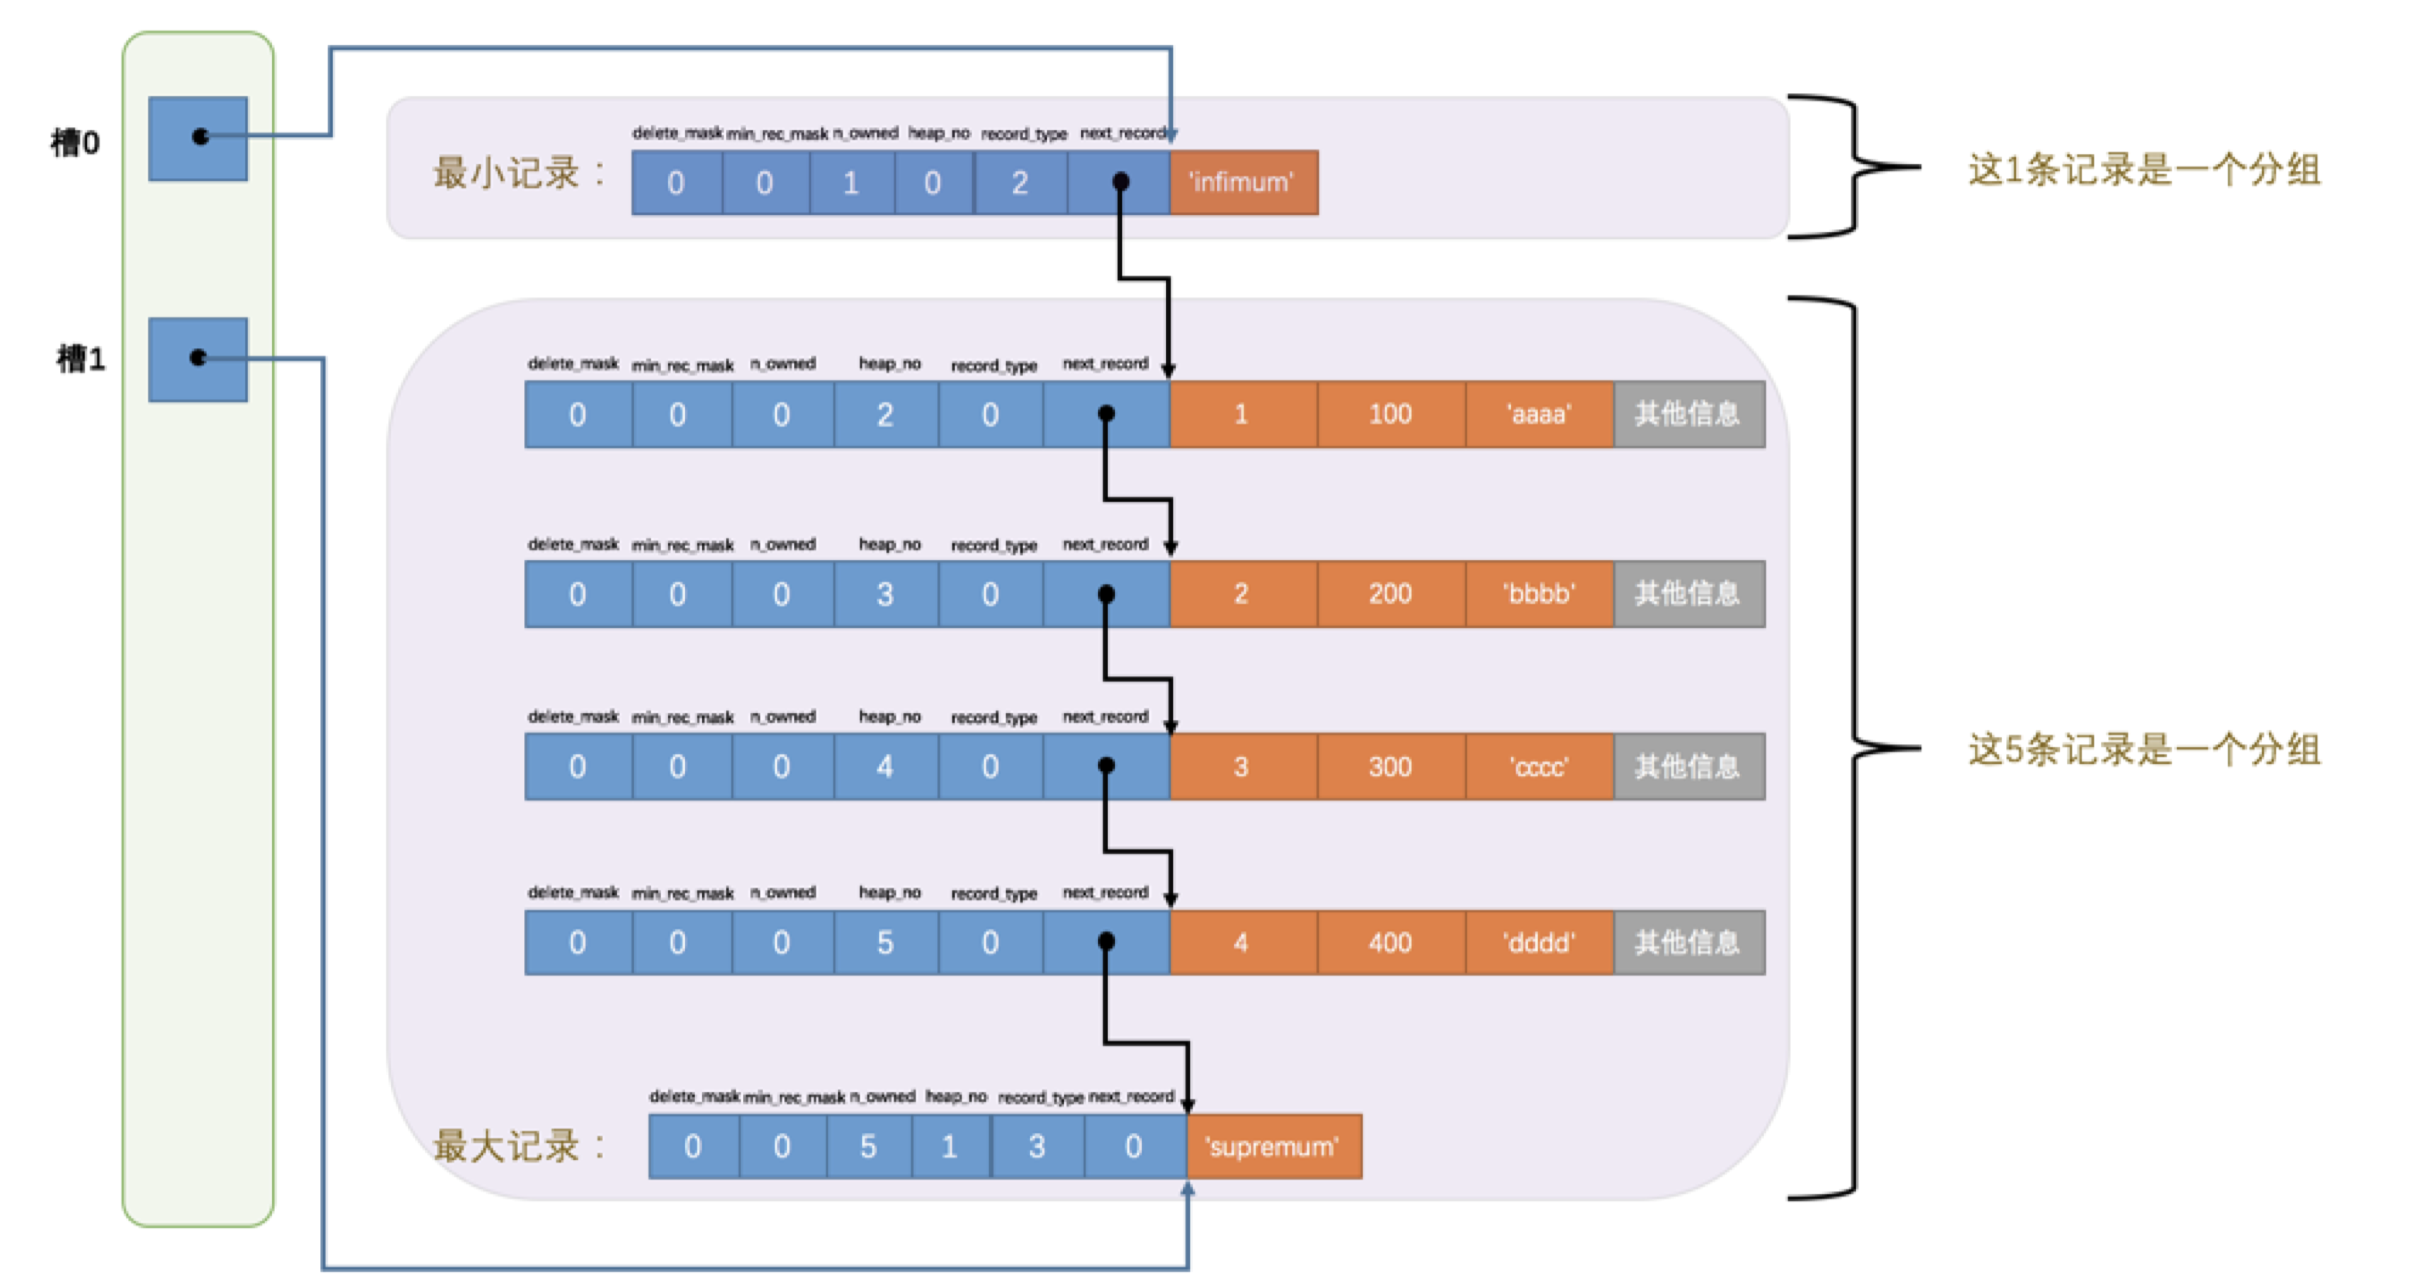 槽0
delete_mask min_rec_mask n_owned heap_no record_type next_record
最小记录： 0 0 1 0 2 'infimum'
这1条记录是一个分组
槽1
delete_mask min_rec_mask n_owned heap_no record_type next_record
0 0 0 2 0 1 100 'aaaa' 其他信息
delete_mask min_rec_mask n_owned heap_no record_type next_record
0 0 0 3 0 2 200 'bbbb' 其他信息
delete_mask min_rec_mask n_owned heap_no record_type next_record
0 0 0 4 0 3 300 'cccc' 其他信息
这5条记录是一个分组
delete_mask min_rec_mask n_owned heap_no record_type next_record
0 0 0 5 0 4 400 'dddd' 其他信息
delete_mask min_rec_mask n_owned heap_no record_type next_record
最大记录： 0 0 5 1 3 0 'supremum'